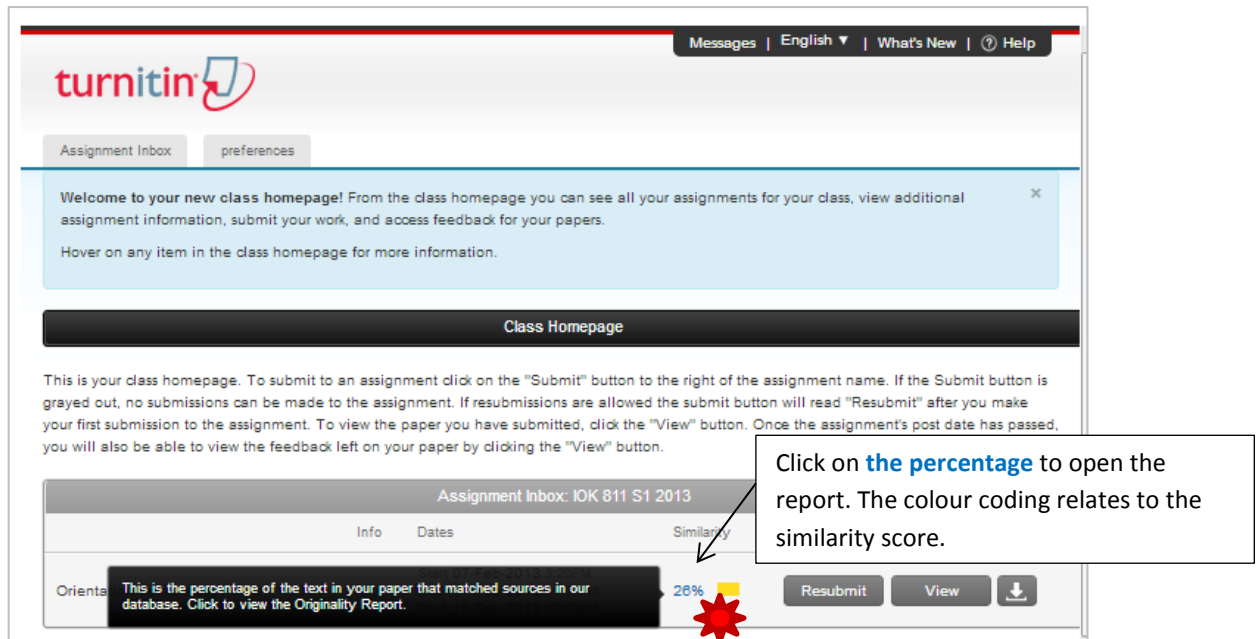 Messages | English ▼ | What's New | ? Help
turnitin
Assignment Inbox preferences
Welcome to your new class homepage! From the class homepage you can see all your assignments for your class, view additional
assignment information, submit your work, and access feedback for your papers.
×
Hover on any item in the class homepage for more information.
Class Homepage
This is your class homepage. To submit to an assignment click on the "Submit" button to the right of the assignment name. If the Submit button is
grayed out, no submissions can be made to the assignment. If resubmissions are allowed the submit button will read "Resubmit" after you make
your first submission to the assignment. To view the paper you have submitted, click the "View" button. Once the assignment's post date has passed,
you will also be able to view the feedback left on your paper by clicking the "View" button.
Click on the percentage to open the
report. The colour coding relates to the
similarity score.
Assignment Inbox: IOK 811 S1 2013
Info Dates Similarity
Orienta
This is the percentage of the text in your paper that matched sources in our
database. Click to view the Originality Report.
26% Resubmit View